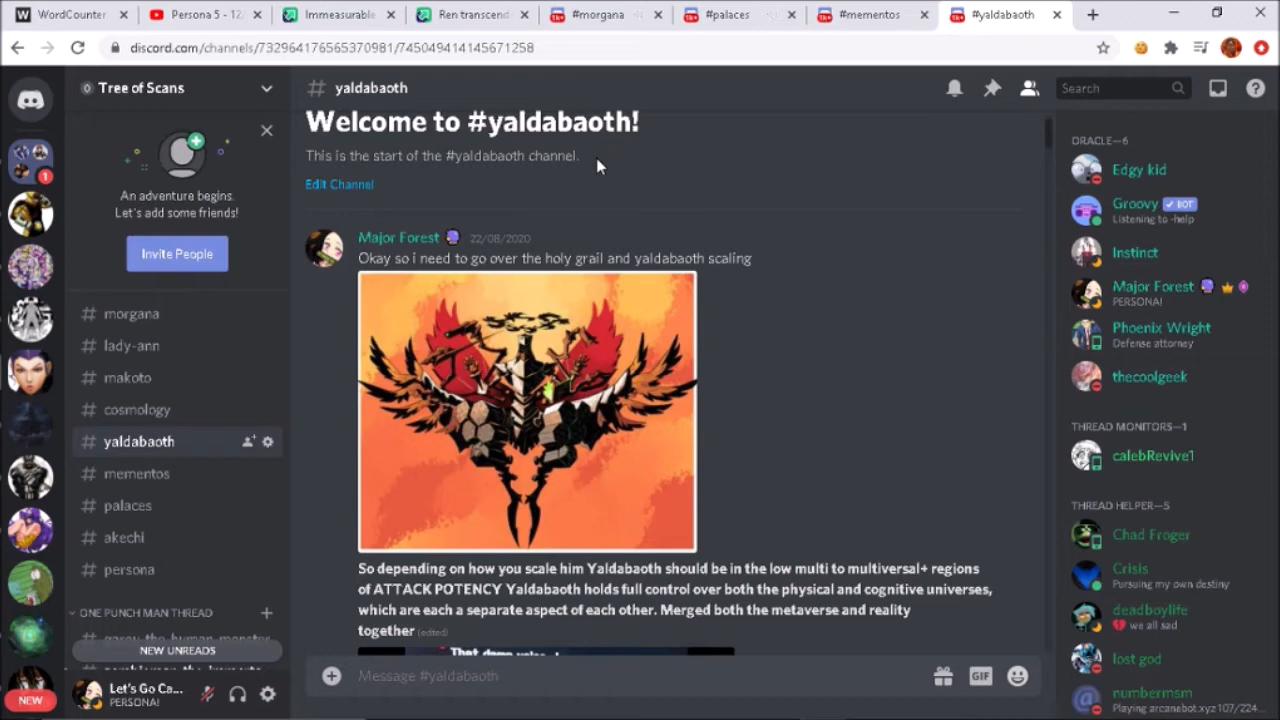 WordCounter
Persona 5 - 12/
Immeasurable
Ren transcend
#morgana
#palaces
#mementos
#yaldabaoth
discord.com/channels/732964176565370981/745049414145671258
Tree of Scans
An adventure begins.
Let's add some friends!
Invite People
# morgana
# lady-ann
# makoto
# cosmology
# yaldabaoth
# mementos
# palaces
# akechi
# persona
ONE PUNCH MAN THREAD
NEW UNREADS
NEW
Let's Go Ca...
PERSONA!
# yaldabaoth
Search
Welcome to #yaldabaoth!
This is the start of the #yaldabaoth channel.
Edit Channel
Major Forest 22/08/2020
Okay so i need to go over the holy grail and yaldabaoth scaling
So depending on how you scale him Yaldabaoth should be in the low multi to multiversal+ regions
of ATTACK POTENCY Yaldabaoth holds full control over both the physical and cognitive universes,
which are each a separate aspect of each other. Merged both the metaverse and reality
together (edited)
Message #yaldabaoth
GIF
ORACLE—6
Edgy kid
Groovy BOT
Listening to -help
Instinct
Major Forest
PERSONA!
Phoenix Wright
Defense attorney
thecoolgeek
THREAD MONITORS—1
calebRevive1
THREAD HELPER—5
Chad Froger
Crisis
Pursuing my own destiny
deadboylife
we all sad
lost god
numbermsm
Playing arcanebot.xyz 107/224...